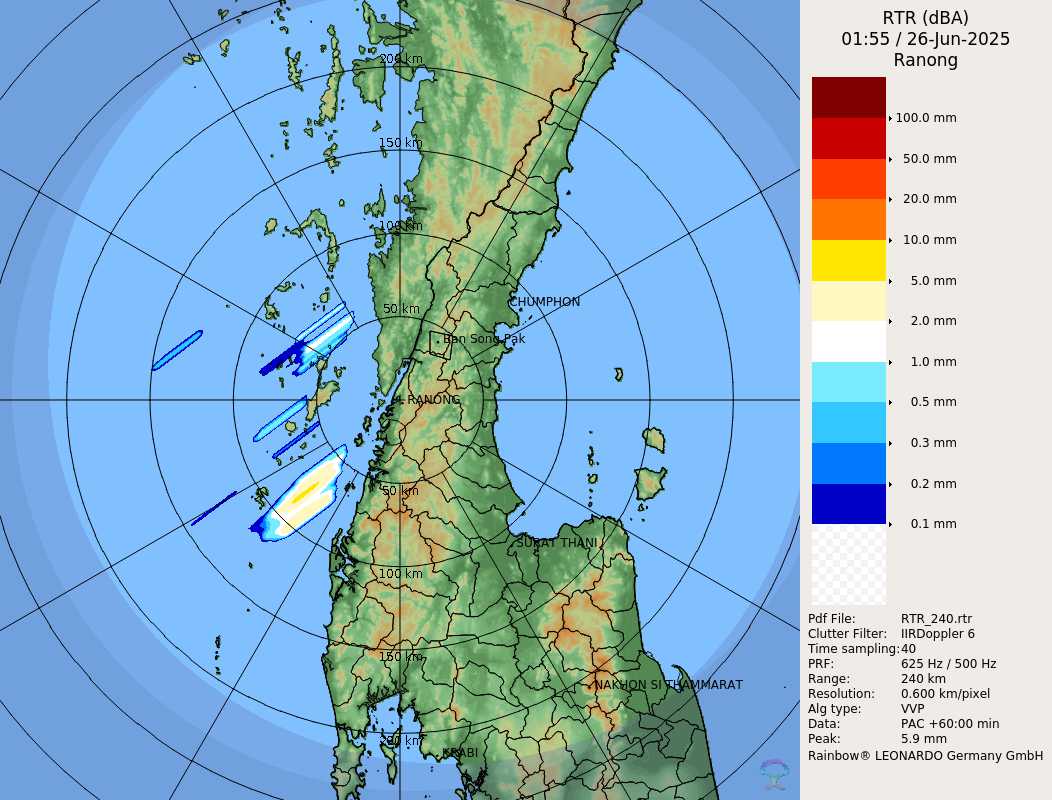 200 km
150 km
100 km
CHUMPHON
50 km
Ban Song Pak
RANONG
50 km
SURAT THANI
100 km
150 km
NAKHON SI THAMMARAT
200 km
KRABI
RTR (dBA)
01:55 / 26-Jun-2025
Ranong
100.0 mm
50.0 mm
20.0 mm
10.0 mm
5.0 mm
2.0 mm
1.0 mm
0.5 mm
0.3 mm
0.2 mm
0.1 mm
Pdf File: RTR_240.rtr
Clutter Filter: IIRDoppler 6
Time sampling:40
PRF: 625 Hz / 500 Hz
Range: 240 km
Resolution: 0.600 km/pixel
Alg type: VVP
Data: PAC +60:00 min
Peak: 5.9 mm
Rainbow® LEONARDO Germany GmbH